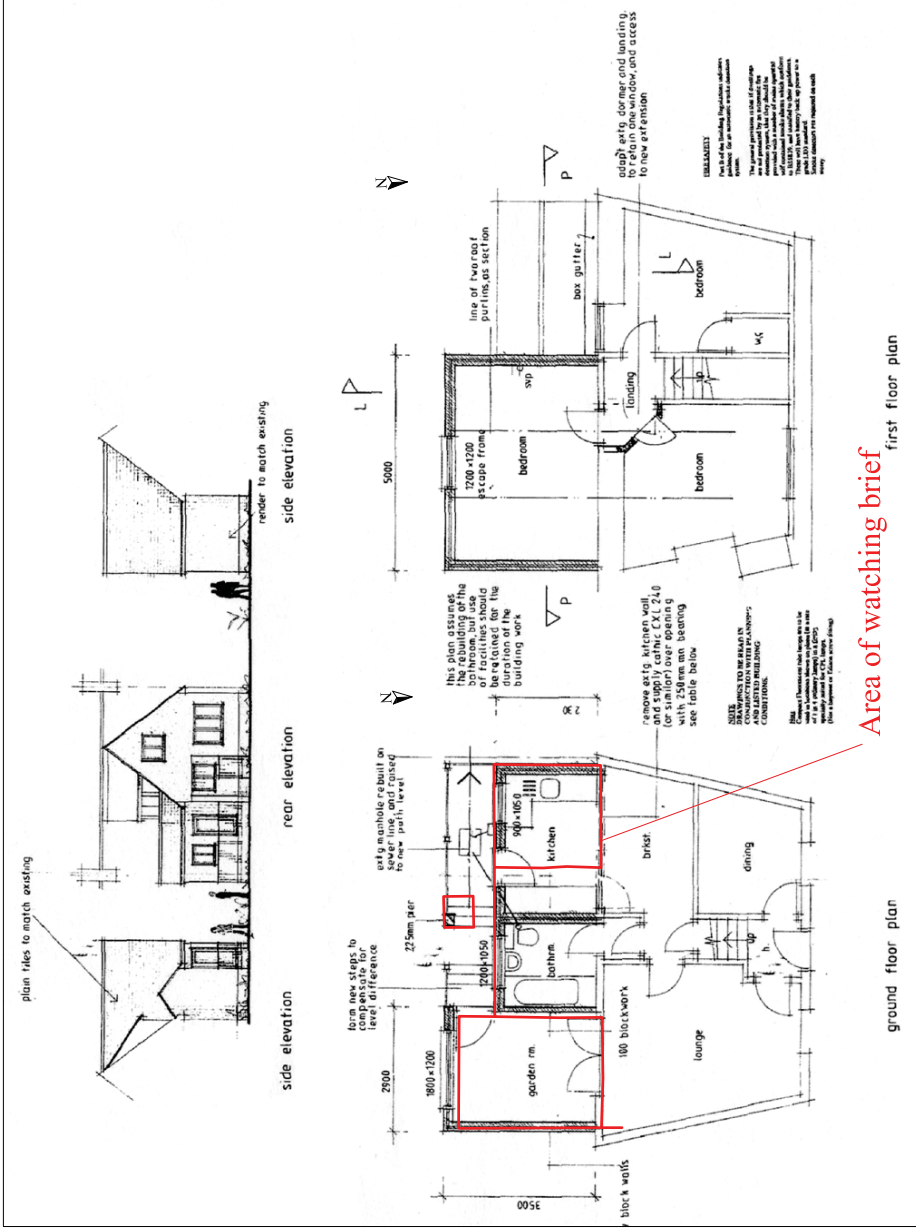 plain tiles to match existing
render to match existing
side elevation
rear elevation
side elevation
form new steps to
compensate for
level difference
225mm pier
extg manhole rebuilt on
sewer line, and raised
to new path level
N
this plan assumes
the rebuilding of the
bathroom, but use
of facilities should
be retained for the
duration of the
building work
L
N
2900
1800×1200
1200×1050
900×1050
3500
garden rm.
bathrm.
kitchen
brkst.
dining
lounge
up
h.
100 blockwork
block walls
remove extg. kitchen wall,
and supply cathic CXL 240
(or similar) over opening
with 250mm mn bearing
see table below
NOTE
DRAWINGS TO BE READ IN
CONJUNCTION WITH PLANNING
AND LISTED BUILDING
CONDITIONS.
Area of watching brief
ground floor plan
5000
1200×1200
escape frame
bedroom
svp
line of two roof
purlins, as section
box gutter
P
P
L
landing
up
w.c
bedroom
bedroom
adapt extg dormer and landing,
to retain one window, and access
to new extension
FIRE SAFETY
first floor plan